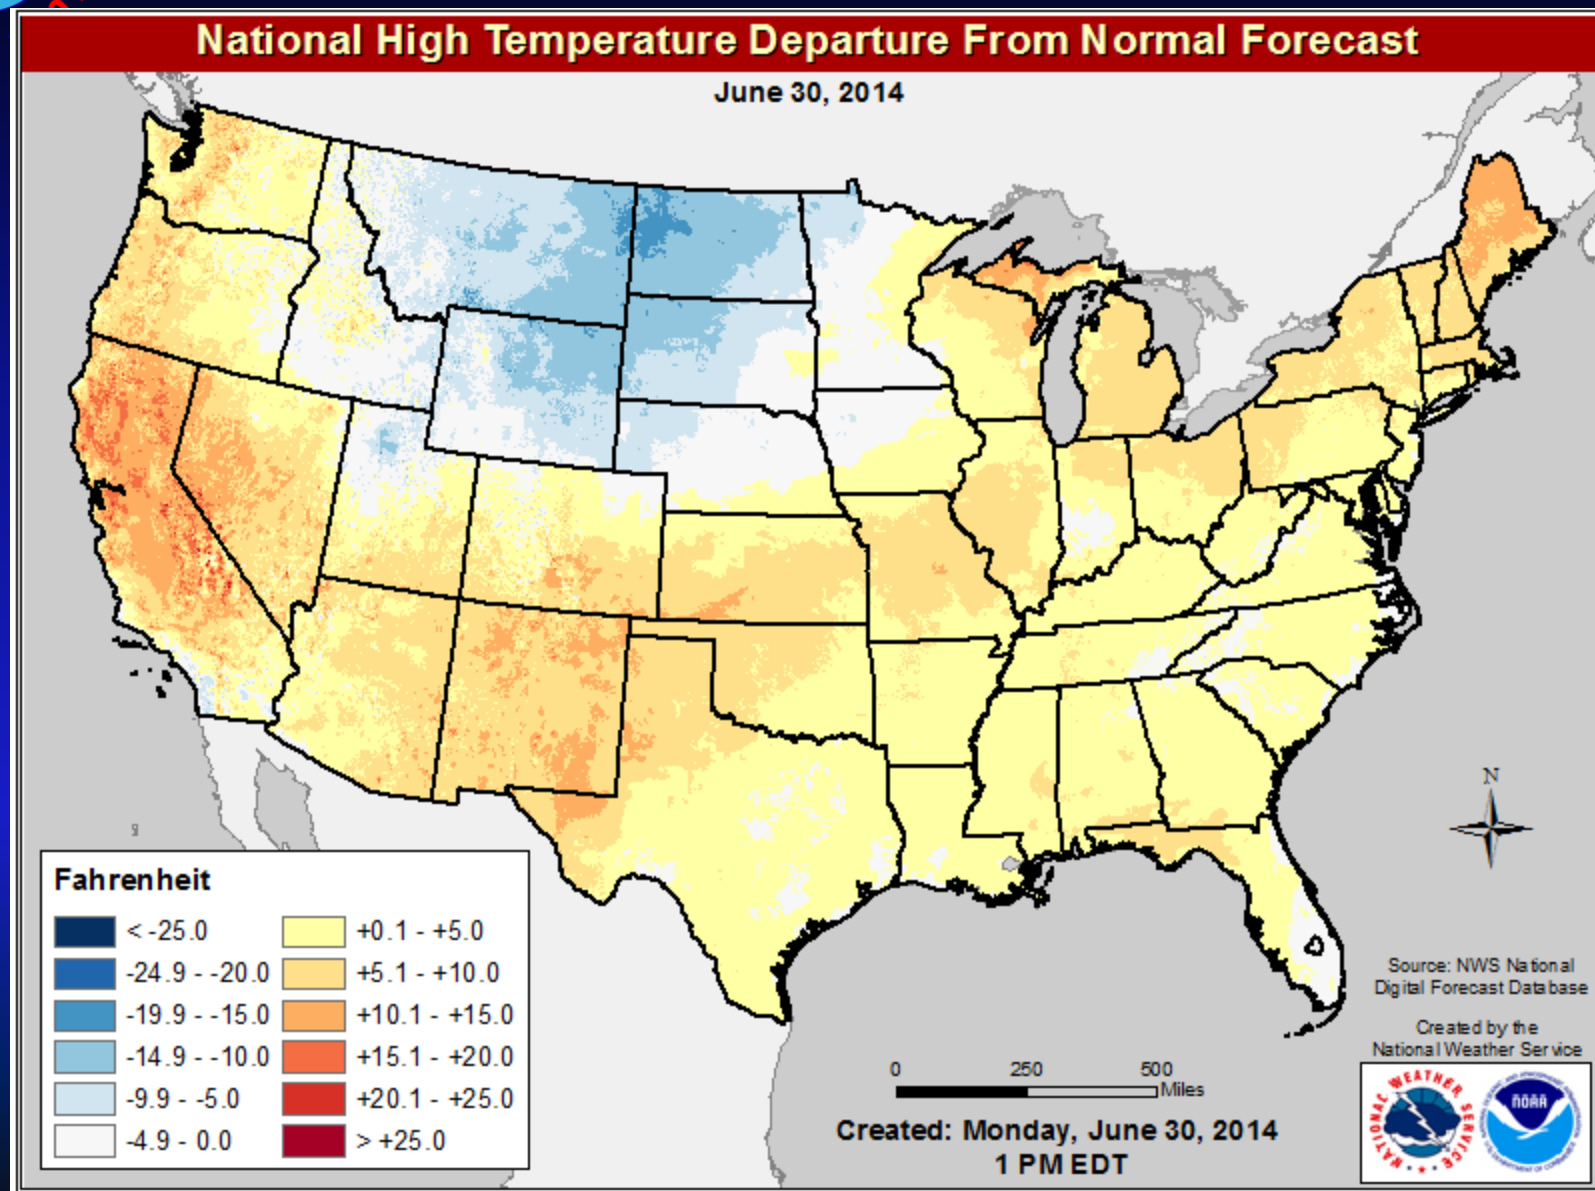 National High Temperature Departure From Normal Forecast
June 30, 2014
N
Fahrenheit
< -25.0
-24.9 - -20.0
-19.9 - -15.0
-14.9 - -10.0
-9.9 - -5.0
-4.9 - 0.0
+0.1 - +5.0
+5.1 - +10.0
+10.1 - +15.0
+15.1 - +20.0
+20.1 - +25.0
> +25.0
0 250 500
Miles
Created: Monday, June 30, 2014
1 PM EDT
Source: NWS National
Digital Forecast Database
Created by the
National Weather Service
NATIONAL WEATHER SERVICE
NOAA